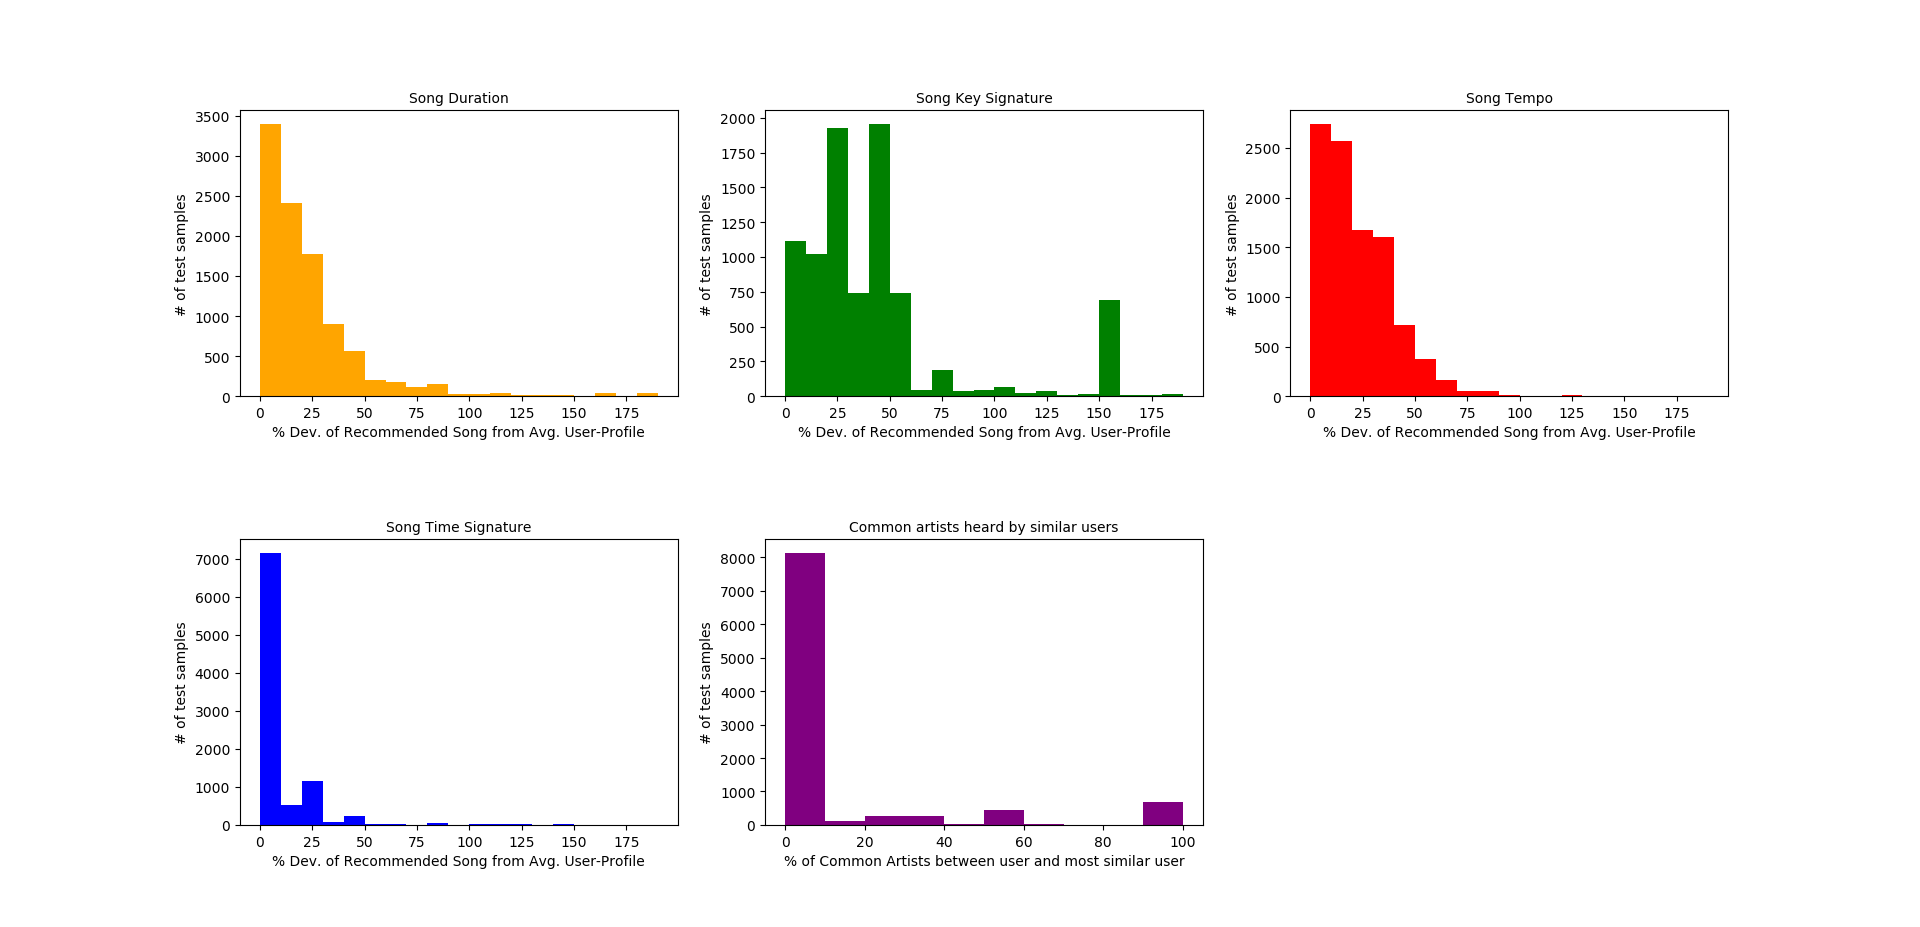 Song Duration
3500
3000
2500
2000
1500
1000
500
0
# of test samples
0 25 50 75 100 125 150 175
% Dev. of Recommended Song from Avg. User-Profile
Song Key Signature
2000
1750
1500
1250
1000
750
500
250
0
# of test samples
0 25 50 75 100 125 150 175
% Dev. of Recommended Song from Avg. User-Profile
Song Tempo
2500
2000
1500
1000
500
0
# of test samples
0 25 50 75 100 125 150 175
% Dev. of Recommended Song from Avg. User-Profile
Song Time Signature
7000
6000
5000
4000
3000
2000
1000
0
# of test samples
0 25 50 75 100 125 150 175
% Dev. of Recommended Song from Avg. User-Profile
Common artists heard by similar users
8000
7000
6000
5000
4000
3000
2000
1000
0
# of test samples
0 20 40 60 80 100
% of Common Artists between user and most similar user